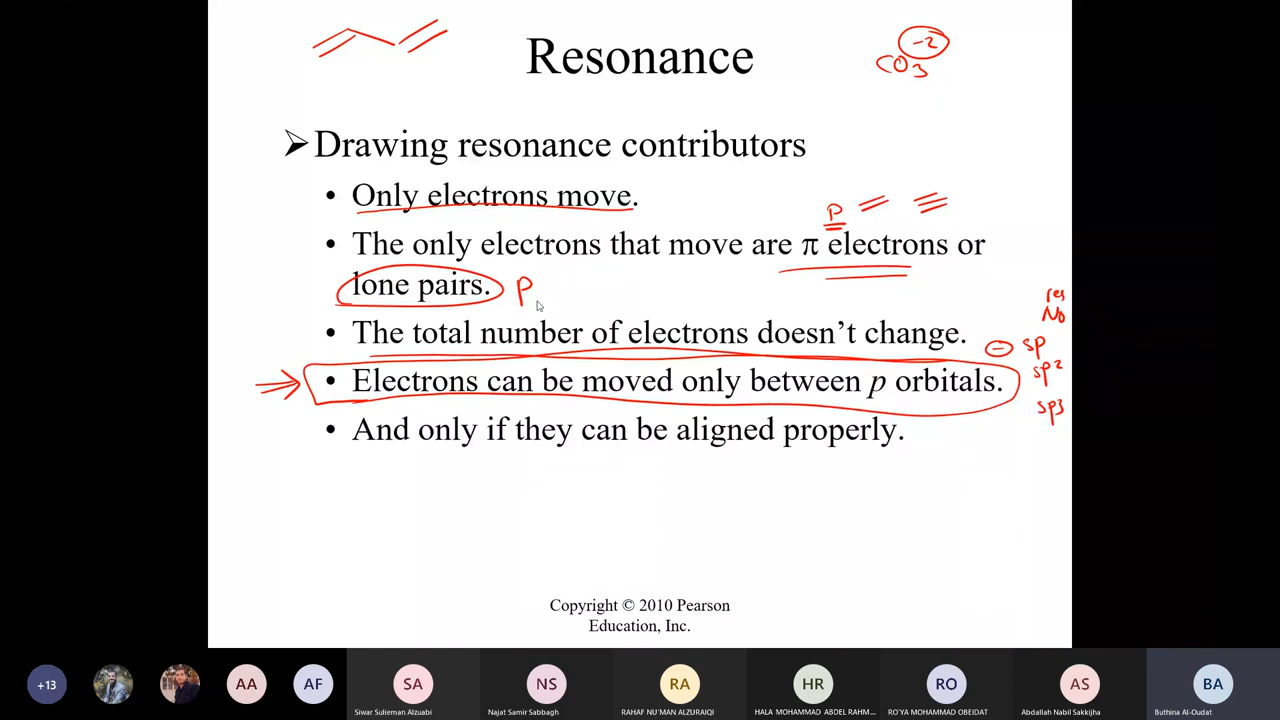 Resonance
CO3 -2
➢ Drawing resonance contributors
• Only electrons move.
p
• The only electrons that move are π electrons or
lone pairs. p
res
No
• The total number of electrons doesn't change.
⊖ sp
sp2
• Electrons can be moved only between p orbitals.
sp3
• And only if they can be aligned properly.
Copyright © 2010 Pearson
Education, Inc.
+13 AA AF SA NS RA HR RO AS BA
Siwar Sulieman Alzuabi Najat Samir Sabbagh RAHAF NU'MAN ALZURAIQI HALA MOHAMMAD ABDEL RAHM... RO'YA MOHAMMAD OBEIDAT Abdallah Nabil Sakkijha Buthina Al-Oudat